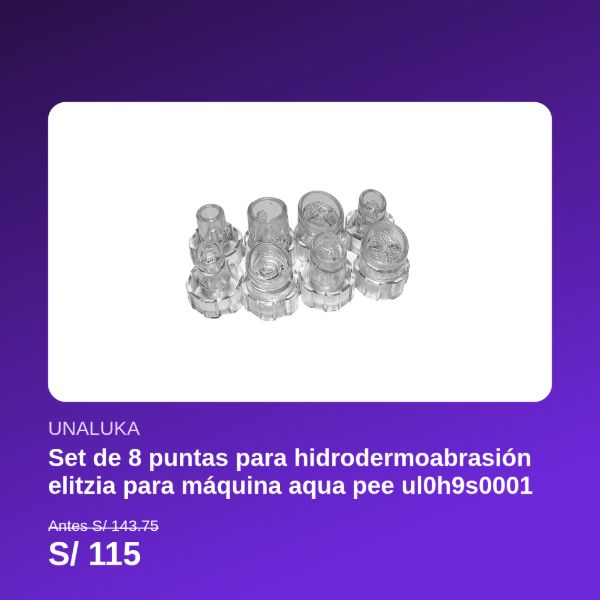 UNALUKA
Set de 8 puntas para hidrodermoabrasión
elitzia para máquina aqua pee ul0h9s0001
Antes S/ 143.75
S/ 115